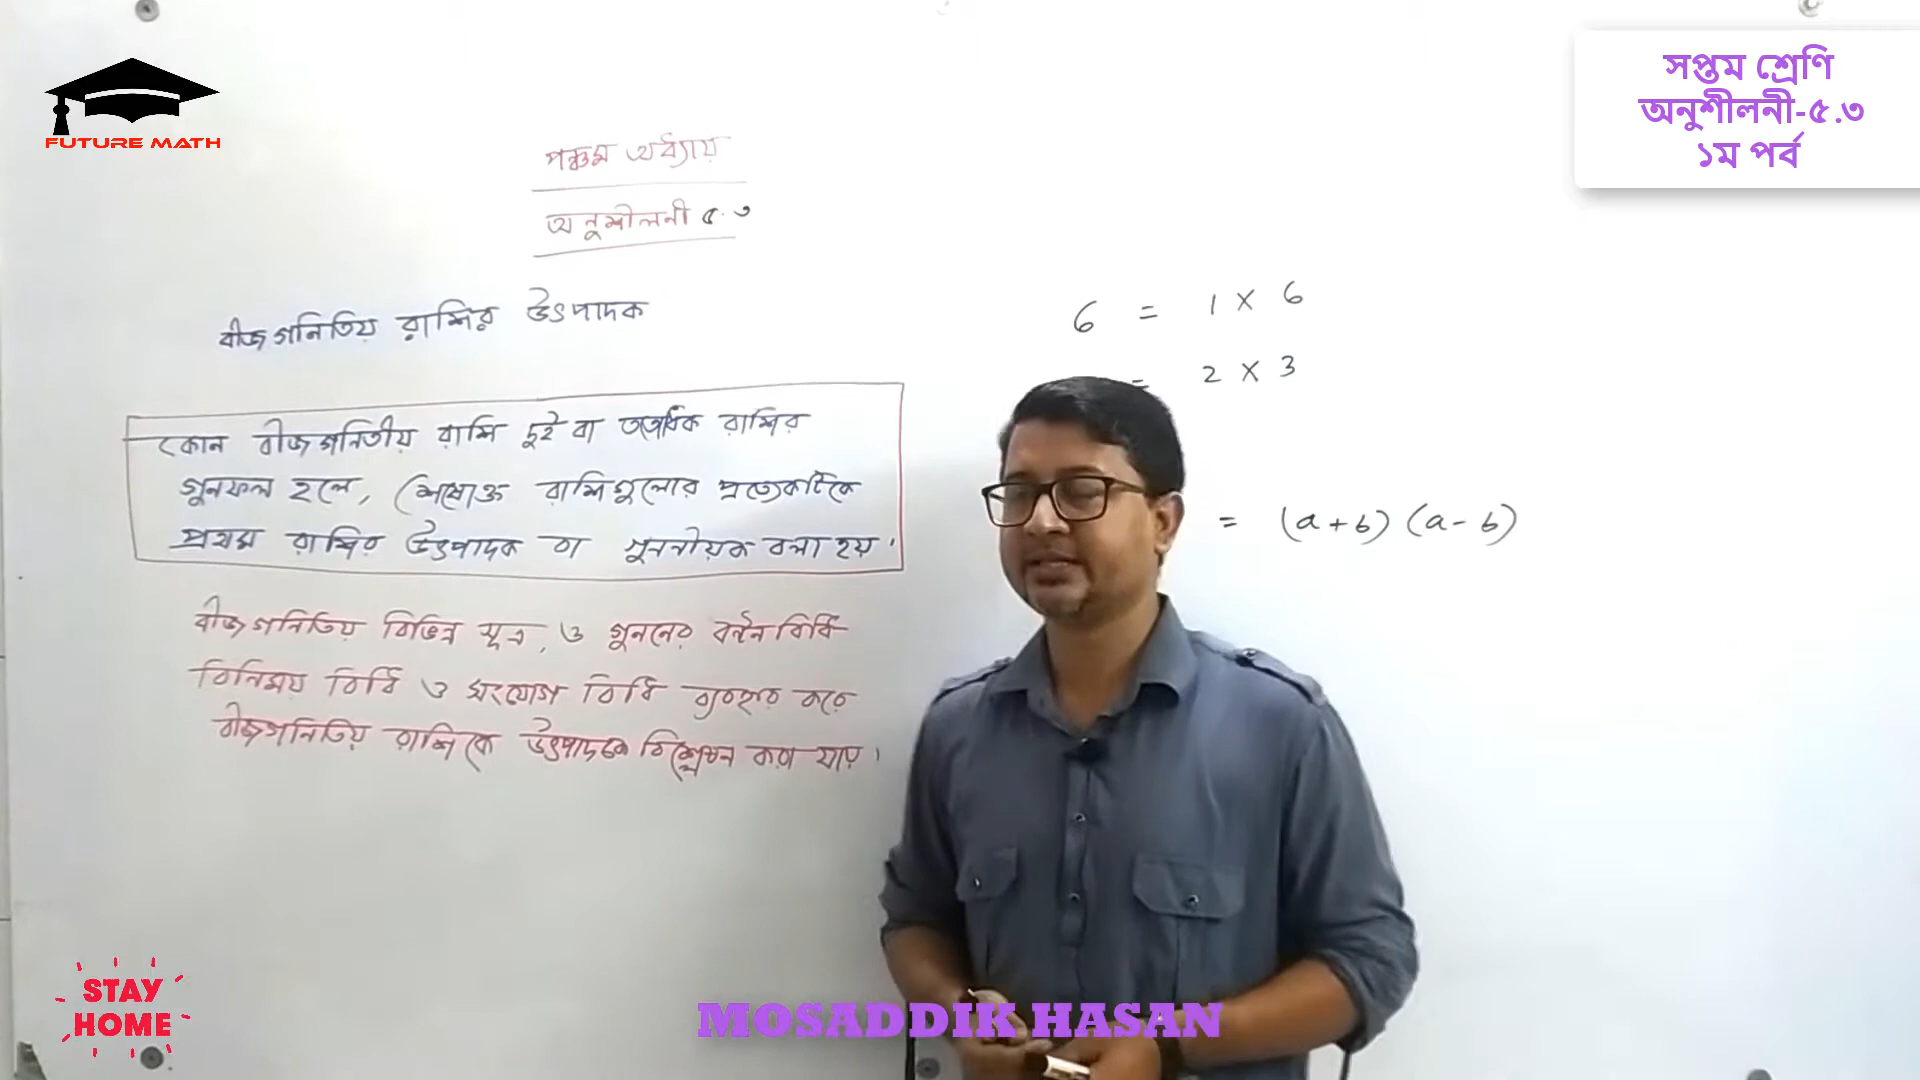 FUTURE MATH
সপ্তম শ্রেণি
অনুশীলনী-৫.৩
১ম পর্ব
পঞ্চম অধ্যায়
অনুশীলনী ৫.৩
বীজগনিতিয় রাশির উৎপাদক
কোন বীজগনিতীয় রাশি দুই বা ততোধিক রাশির
গুনফল হলে, শেষোক্ত রাশিগুলোর প্রত্যেকটিকে
প্রথম রাশির উৎপাদক বা গুননীয়ক বলা হয়।
বীজগনিতিয় বিভিন্ন সূত্র, ও গুননের বন্টনবিধি
বিনিময় বিধি ও সংযোগ বিধি ব্যবহার করে
বীজগনিতিয় রাশিকে উৎপাদকে বিশ্লেষন করা যায়।
6 = 1 × 6
= 2 × 3
= (a+b) (a-b)
STAY
HOME
MOSADDIK HASAN